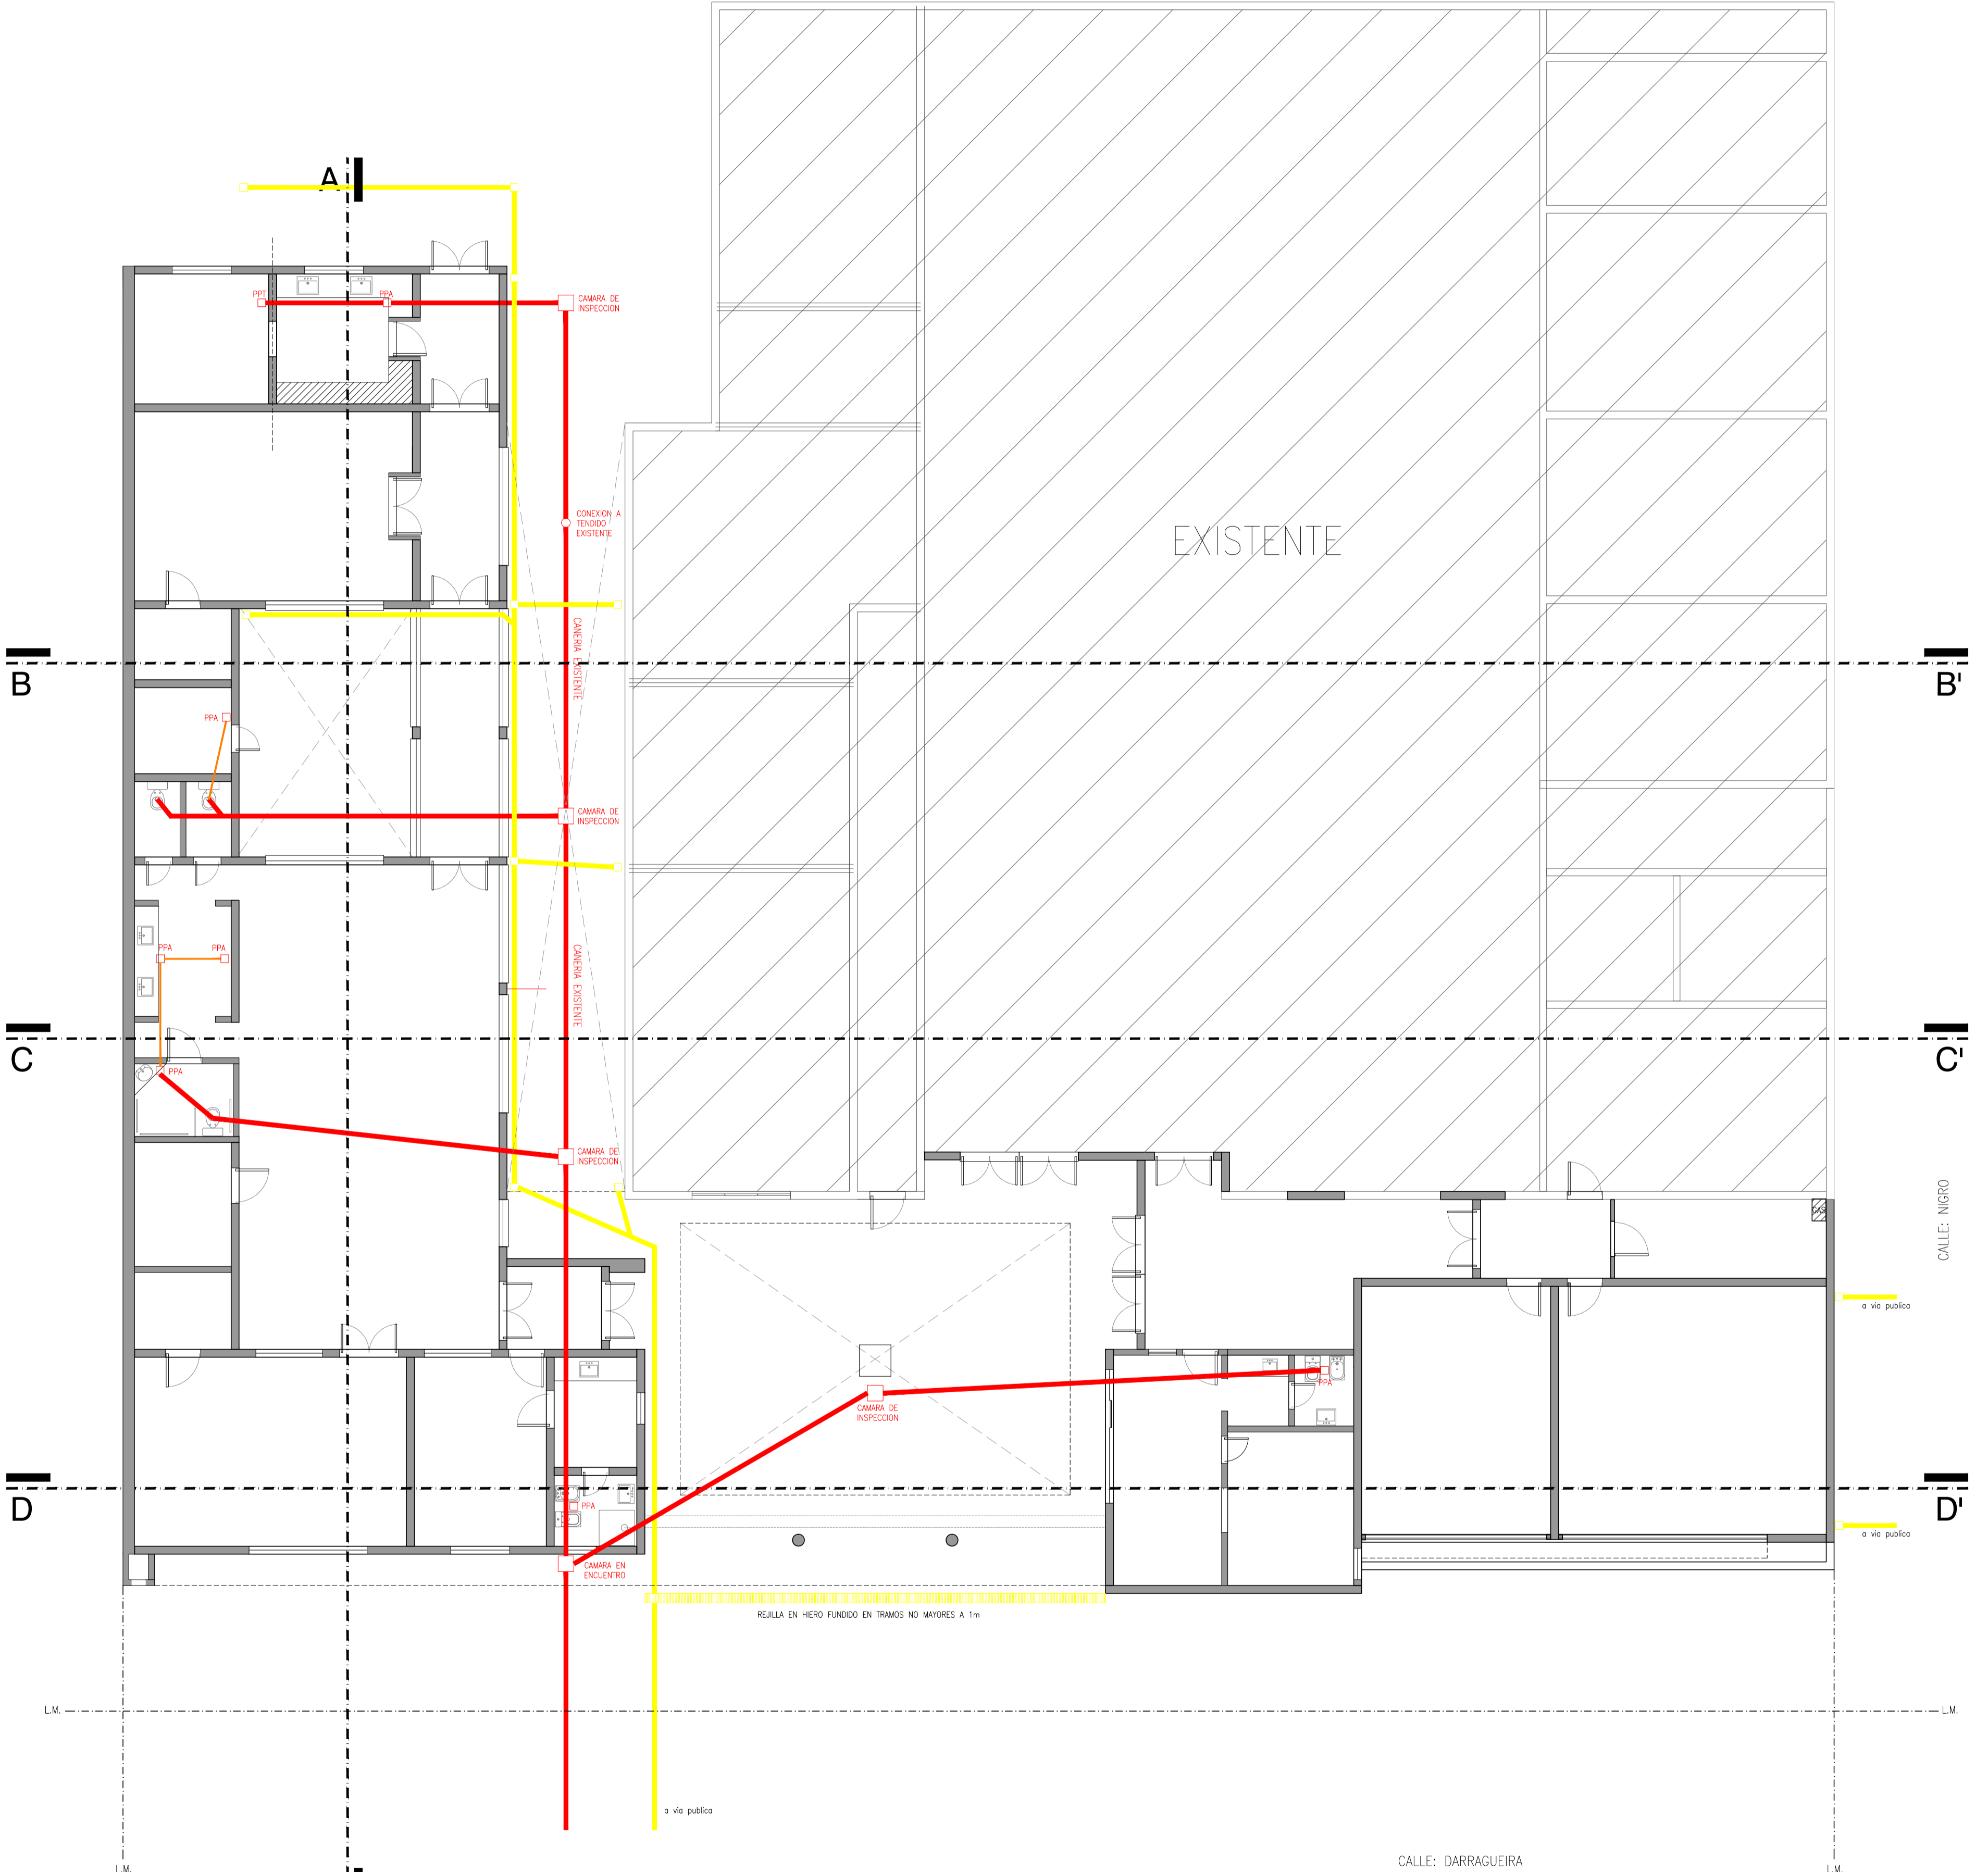 A
PPT
PPA
CAMARA DE
INSPECCION
CONEXION A
TENDIDO
EXISTENTE
EXISTENTE
CAÑERIA EXISTENTE
B
B'
PPA
CAMARA DE
INSPECCION
PPA
PPA
CAÑERIA EXISTENTE
C
C'
PPA
CAMARA DE
INSPECCION
GAS
CALLE: NIGRO
a via publica
PPA
CAMARA DE
INSPECCION
D
D'
PPA
a via publica
CAMARA EN
ENCUENTRO
REJILLA EN HIERO FUNDIDO EN TRAMOS NO MAYORES A 1m
L.M.
L.M.
a via publica
CALLE: DARRAGUEIRA
L.M.
L.M.